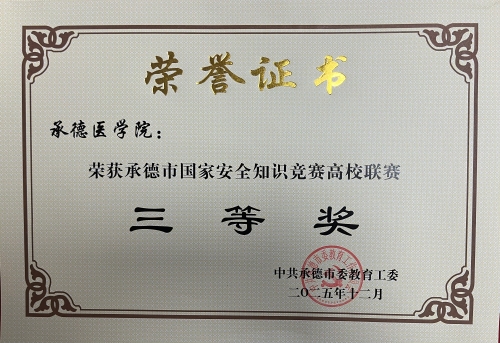 荣誉证书
承德医学院：
荣获承德市国家安全知识竞赛高校联赛
三等奖
中共承德市委教育工委
二〇二五年十二月